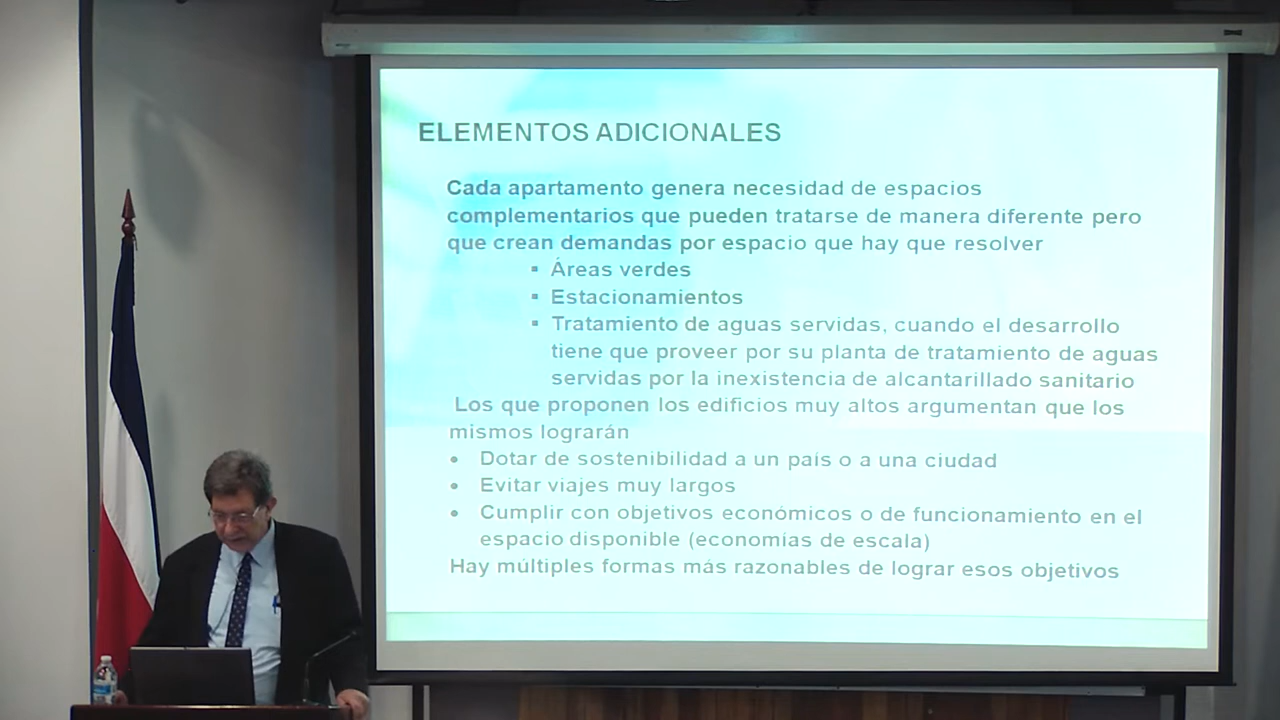 ELEMENTOS ADICIONALES
Cada apartamento genera necesidad de espacios
complementarios que pueden tratarse de manera diferente pero
que crean demandas por espacio que hay que resolver
▪ Áreas verdes
▪ Estacionamientos
▪ Tratamiento de aguas servidas, cuando el desarrollo
tiene que proveer por su planta de tratamiento de aguas
servidas por la inexistencia de alcantarillado sanitario
Los que proponen los edificios muy altos argumentan que los
mismos lograrán
• Dotar de sostenibilidad a un país o a una ciudad
• Evitar viajes muy largos
• Cumplir con objetivos económicos o de funcionamiento en el
espacio disponible (economías de escala)
Hay múltiples formas más razonables de lograr esos objetivos